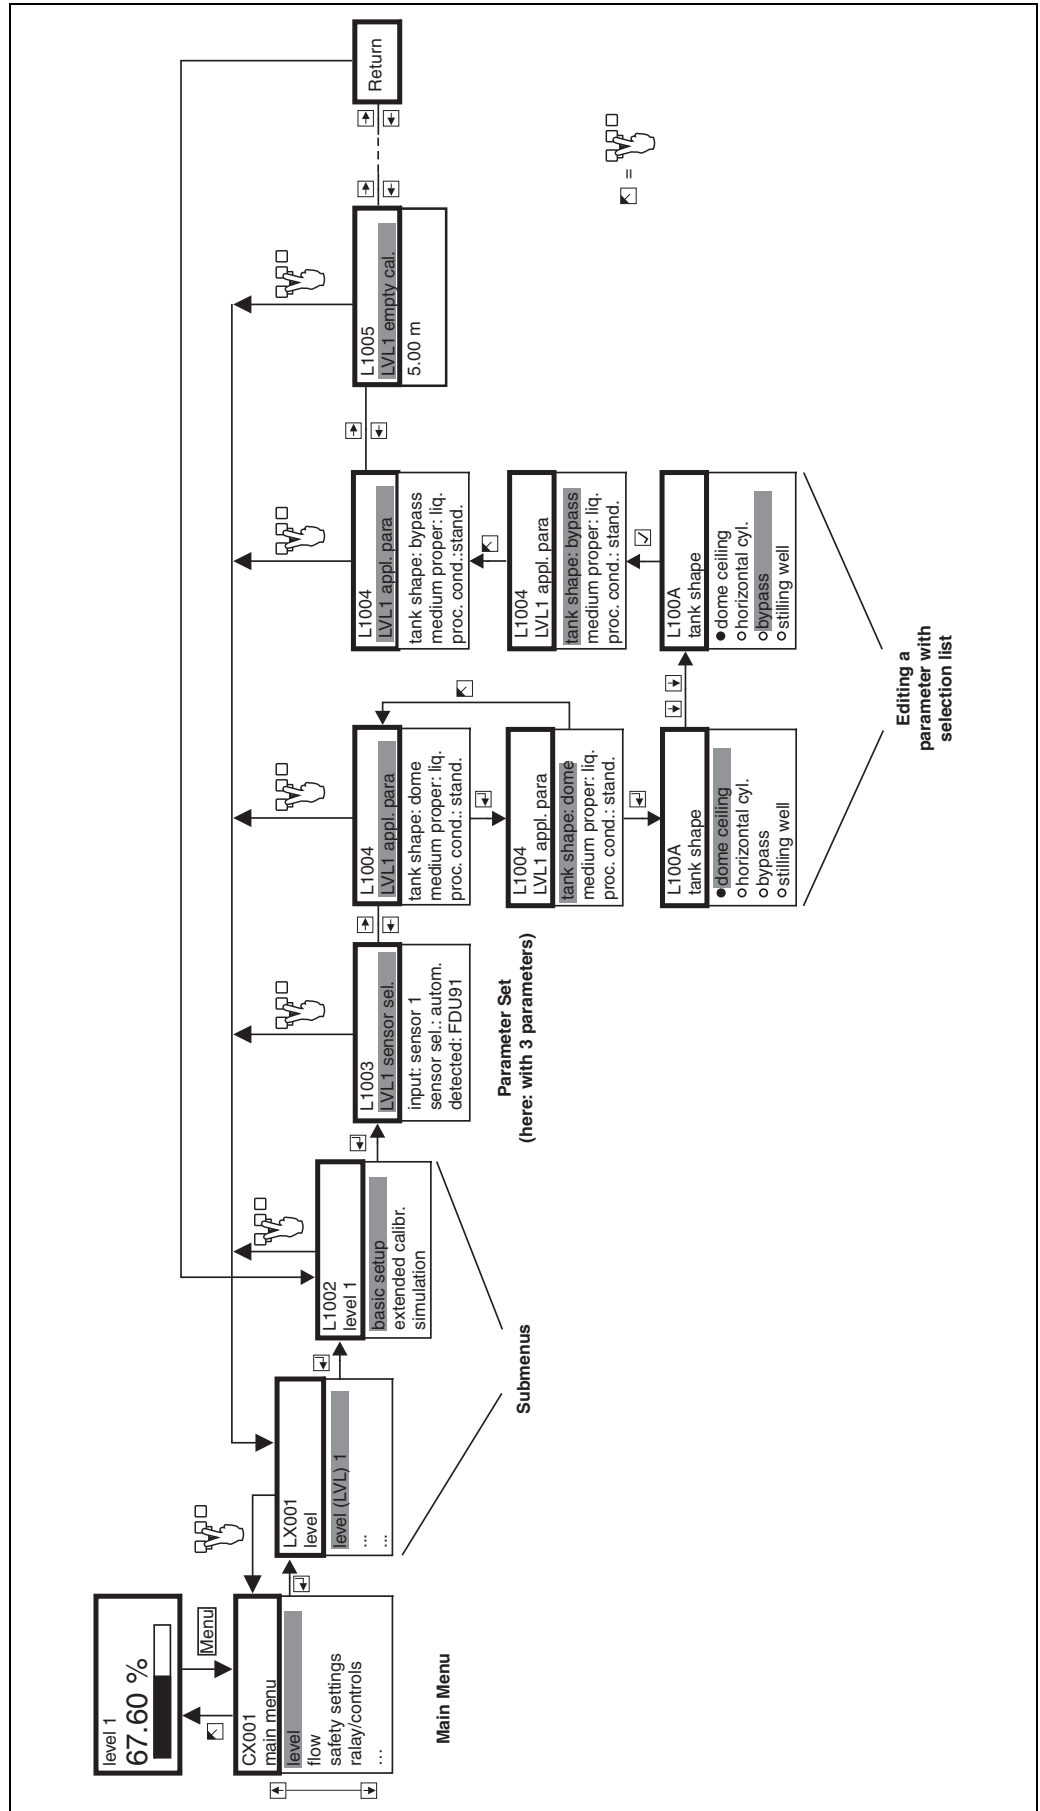 level 1
67.60 %
Menu
CX001
main menu
level
flow
safety settings
ralay/controls
...
Main Menu
LX001
level
level (LVL) 1
...
...
L1002
level 1
basic setup
extended calibr.
simulation
Submenus
L1003
LVL1 sensor sel.
input: sensor 1
sensor sel.: autom.
detected: FDU91
Parameter Set
(here: with 3 parameters)
L1004
LVL1 appl. para
tank shape: dome
medium proper: liq.
proc. cond.: stand.
L1004
LVL1 appl. para
tank shape: dome
medium proper: liq.
proc. cond.: stand.
L100A
tank shape
dome ceiling
horizontal cyl.
bypass
stilling well
L1004
LVL1 appl. para
tank shape: bypass
medium proper: liq.
proc. cond.:stand.
L1004
LVL1 appl. para
tank shape: bypass
medium proper: liq.
proc. cond.: stand.
L100A
tank shape
dome ceiling
horizontal cyl.
bypass
stilling well
Editing a
parameter with
selection list
L1005
LVL1 empty cal.
5.00 m
Return
=